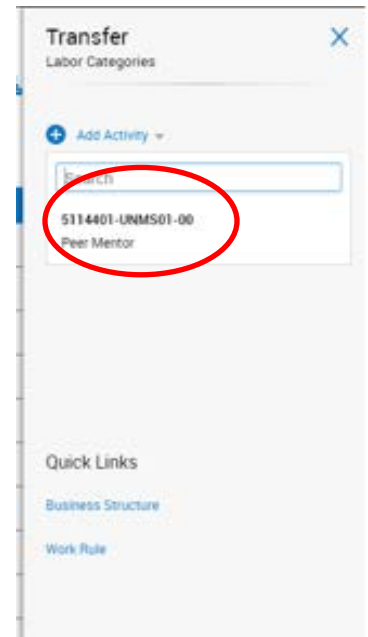 Transfer
Labor Categories
Add Activity
Search
5114401-UNMS01-00
Peer Mentor
Quick Links
Business Structure
Work Rule